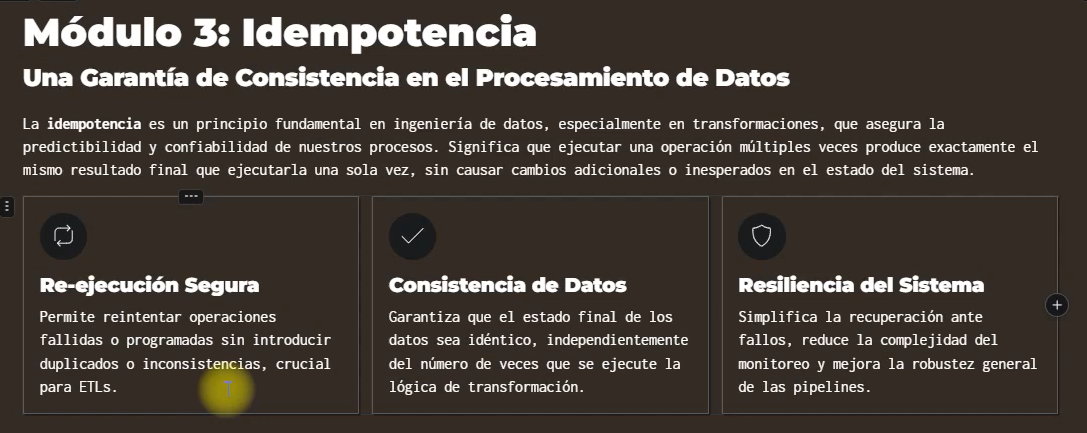 Módulo 3: Idempotencia
Una Garantía de Consistencia en el Procesamiento de Datos
La idempotencia es un principio fundamental en ingeniería de datos, especialmente en transformaciones, que asegura la
predictibilidad y confiabilidad de nuestros procesos. Significa que ejecutar una operación múltiples veces produce exactamente el
mismo resultado final que ejecutarla una sola vez, sin causar cambios adicionales o inesperados en el estado del sistema.
Re-ejecución Segura
Permite reintentar operaciones
fallidas o programadas sin introducir
duplicados o inconsistencias, crucial
para ETLs.
Consistencia de Datos
Garantiza que el estado final de los
datos sea idéntico, independientemente
del número de veces que se ejecute la
lógica de transformación.
Resiliencia del Sistema
Simplifica la recuperación ante
fallos, reduce la complejidad del
monitoreo y mejora la robustez general
de las pipelines.